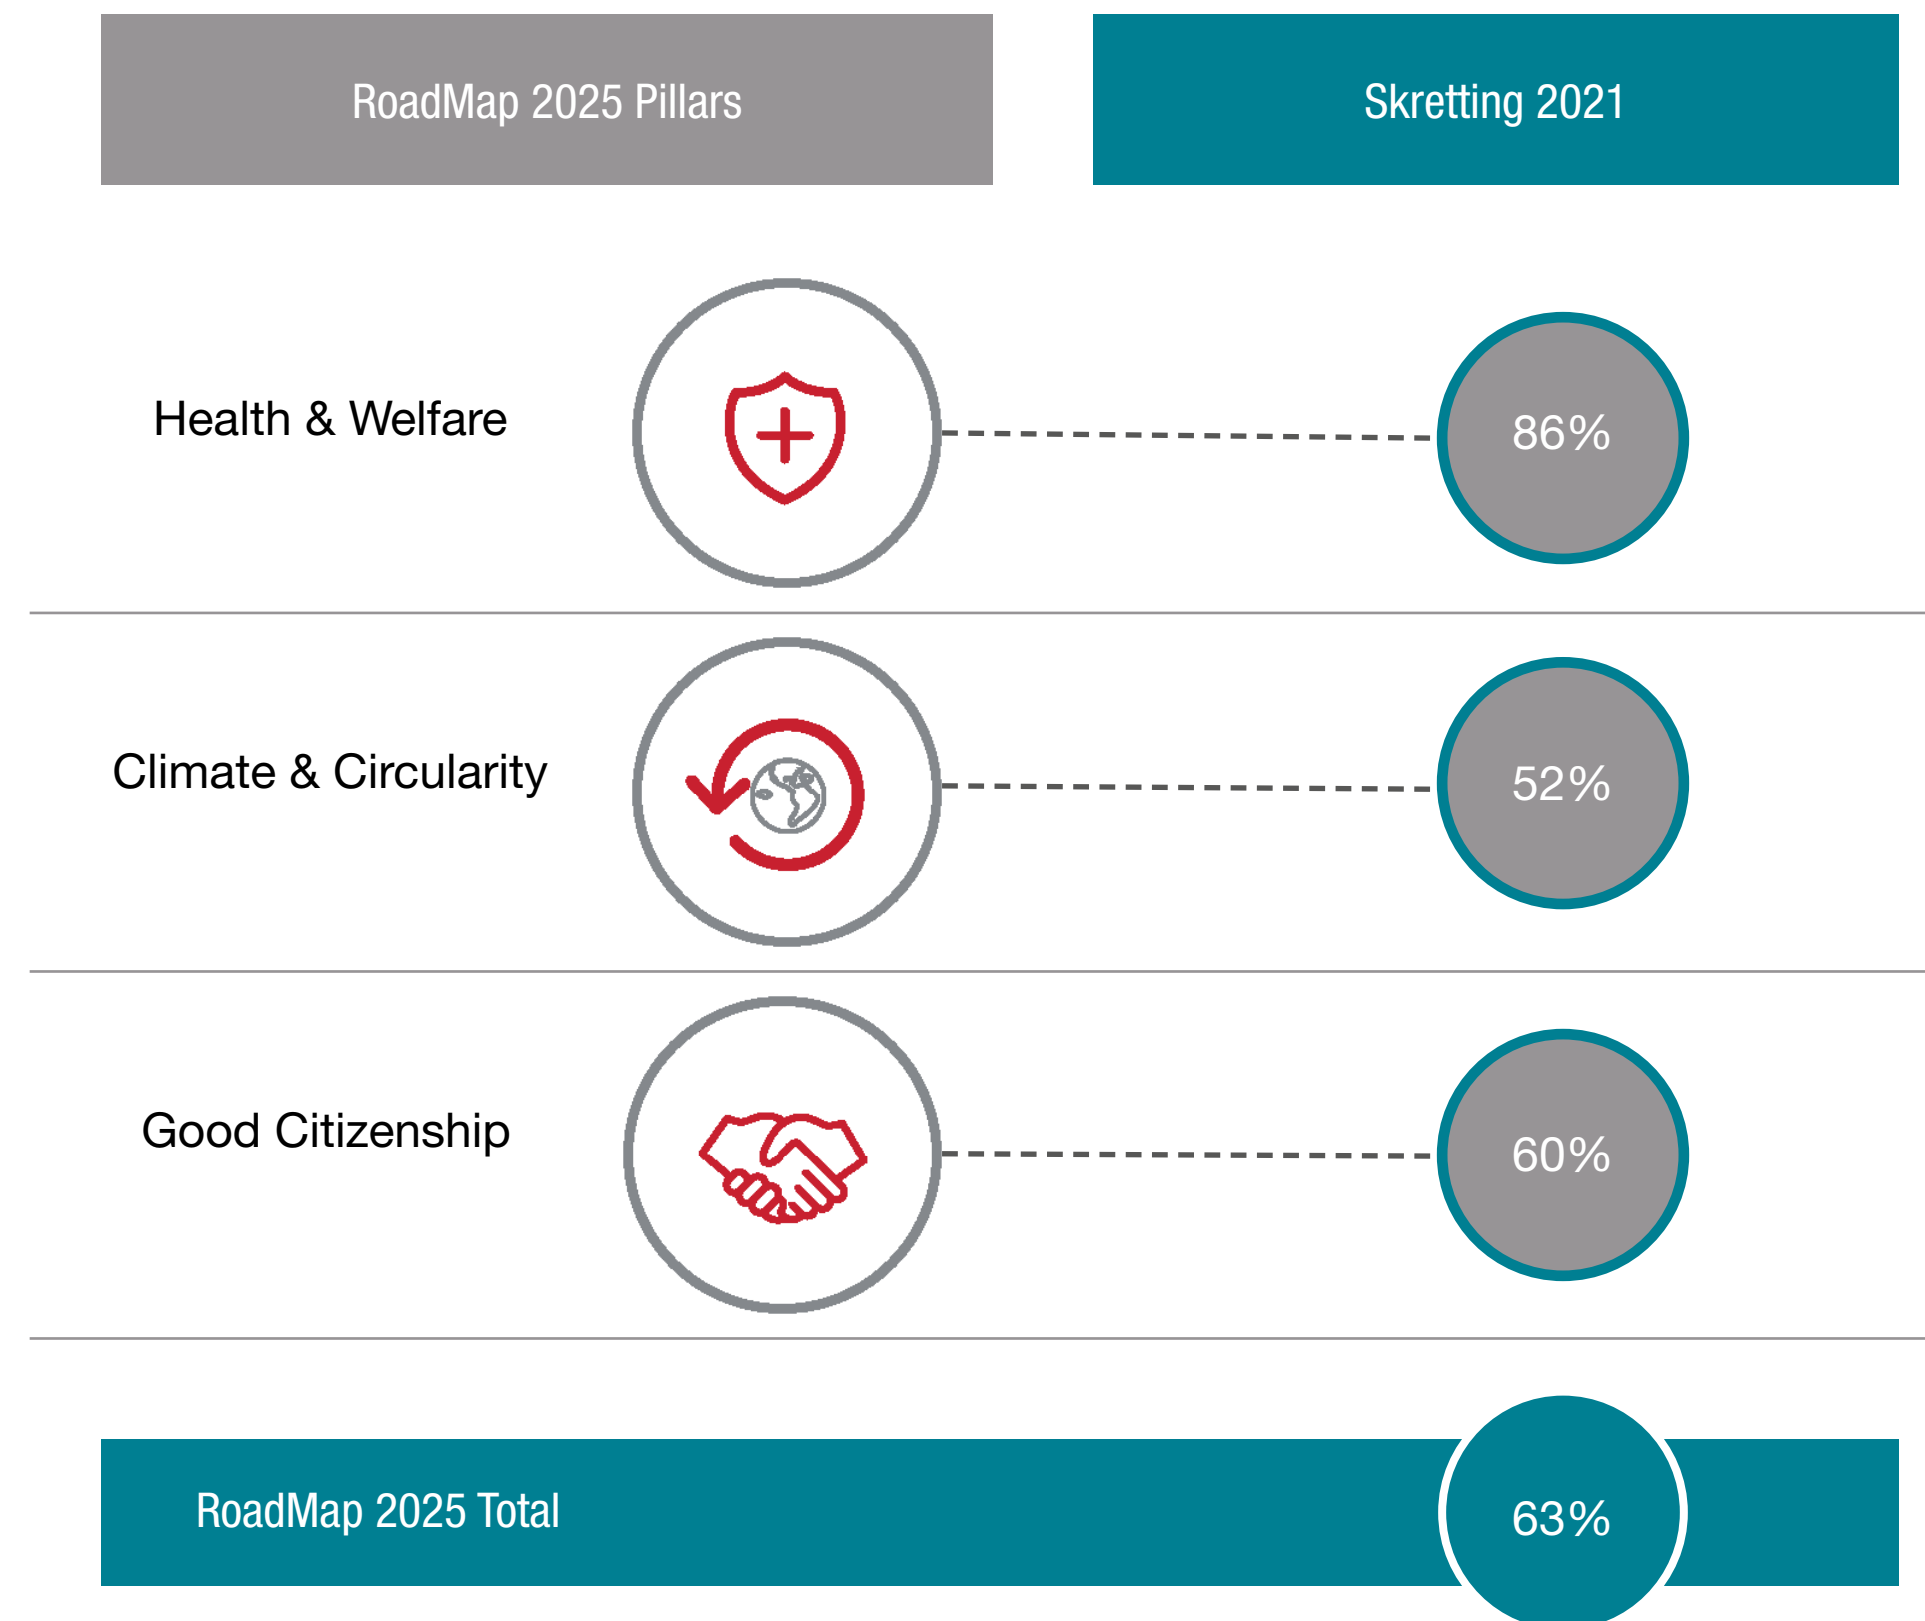 RoadMap 2025 Pillars
Skretting 2021
Health & Welfare
86%
Climate & Circularity
52%
Good Citizenship
60%
RoadMap 2025 Total
63%